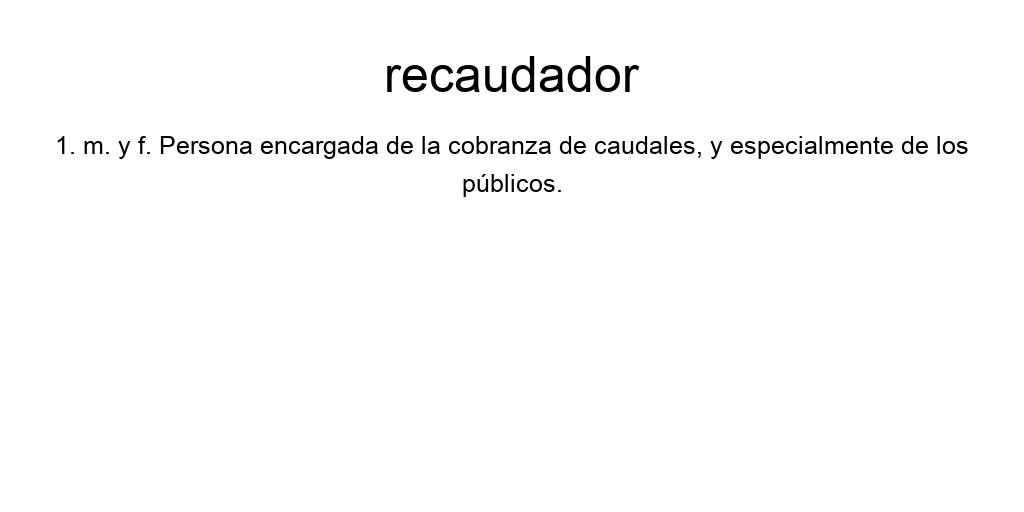 recaudador
1. m. y f. Persona encargada de la cobranza de caudales, y especialmente de los
públicos.